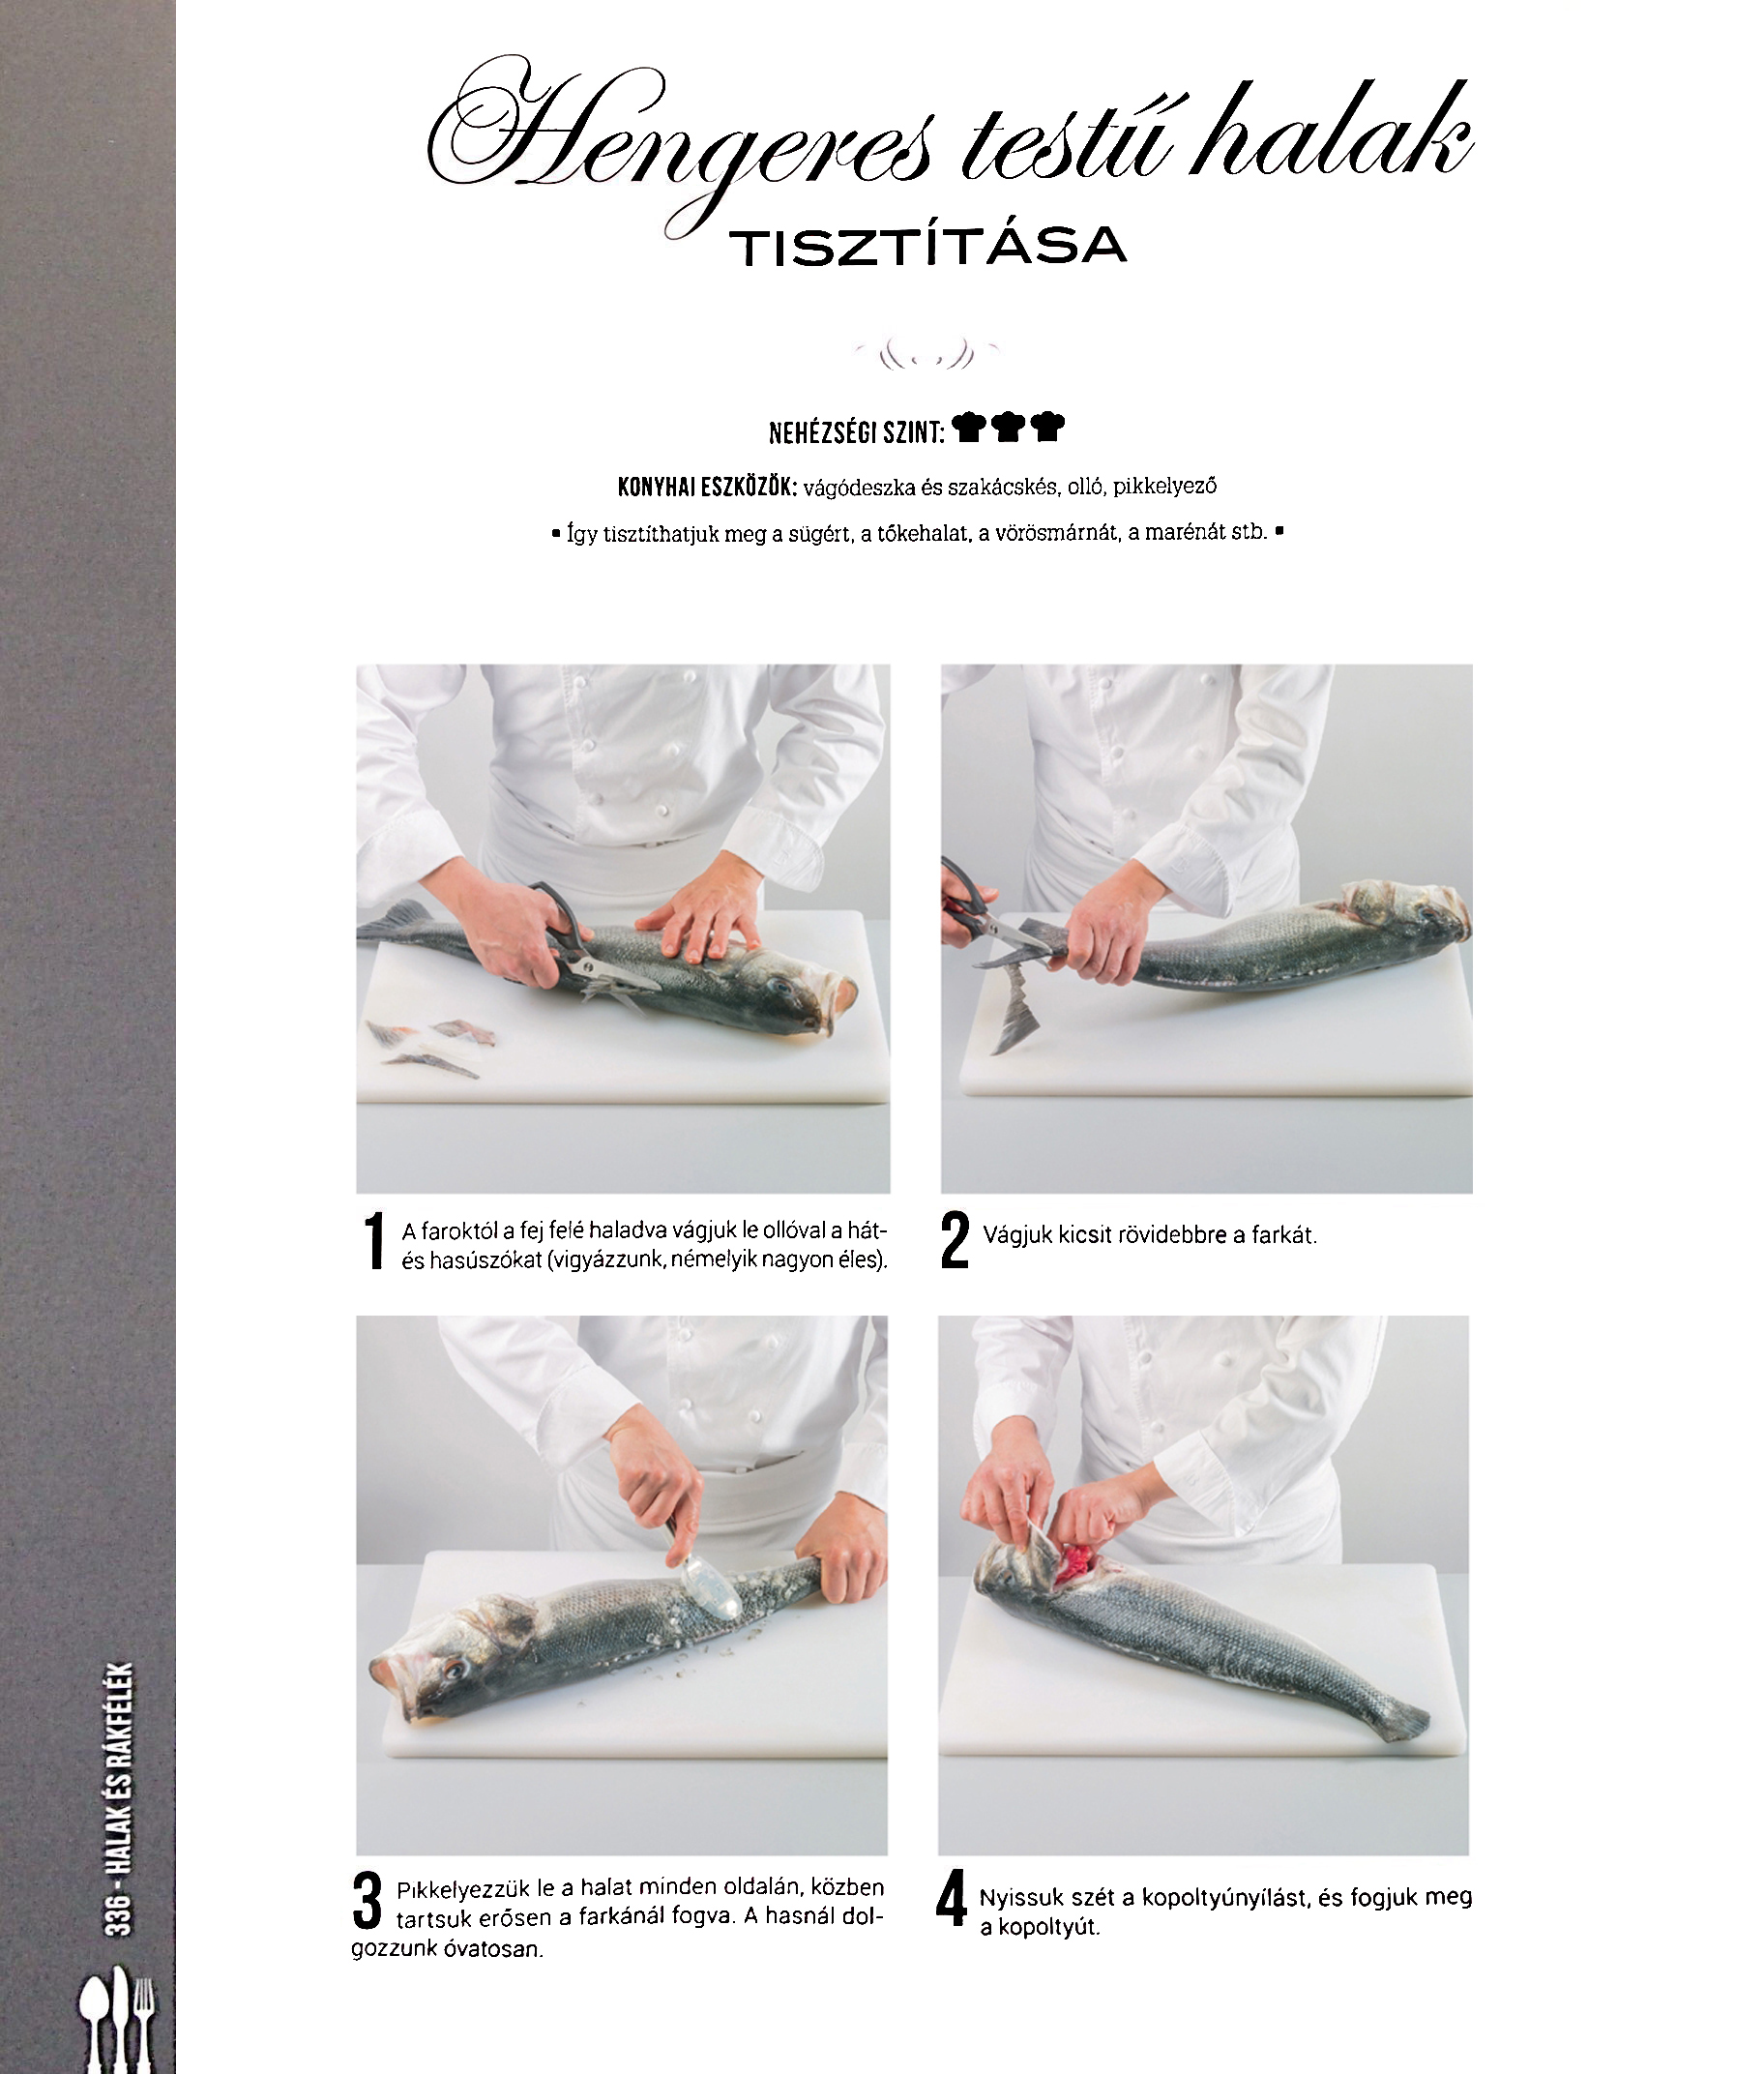 Hengeres testű halak
TISZTÍTÁSA
NEHÉZSÉGI SZINT:
KONYHAI ESZKÖZÖK: vágódeszka és szakácskés, olló, pikkelyező
▪ Így tisztíthatjuk meg a sügért, a tőkehalat, a vörösmárnát, a marénát stb. ▪
1 A faroktól a fej felé haladva vágjuk le ollóval a hát-
és hasúszókat (vigyázzunk, némelyik nagyon éles).
2 Vágjuk kicsit rövidebbre a farkát.
3 Pikkelyezzük le a halat minden oldalán, közben
tartsuk erősen a farkánál fogva. A hasnál dol-
gozzunk óvatosan.
4 Nyissuk szét a kopoltyúnyílást, és fogjuk meg
a kopoltyút.
336 - HALAK ÉS RÁKFÉLÉK